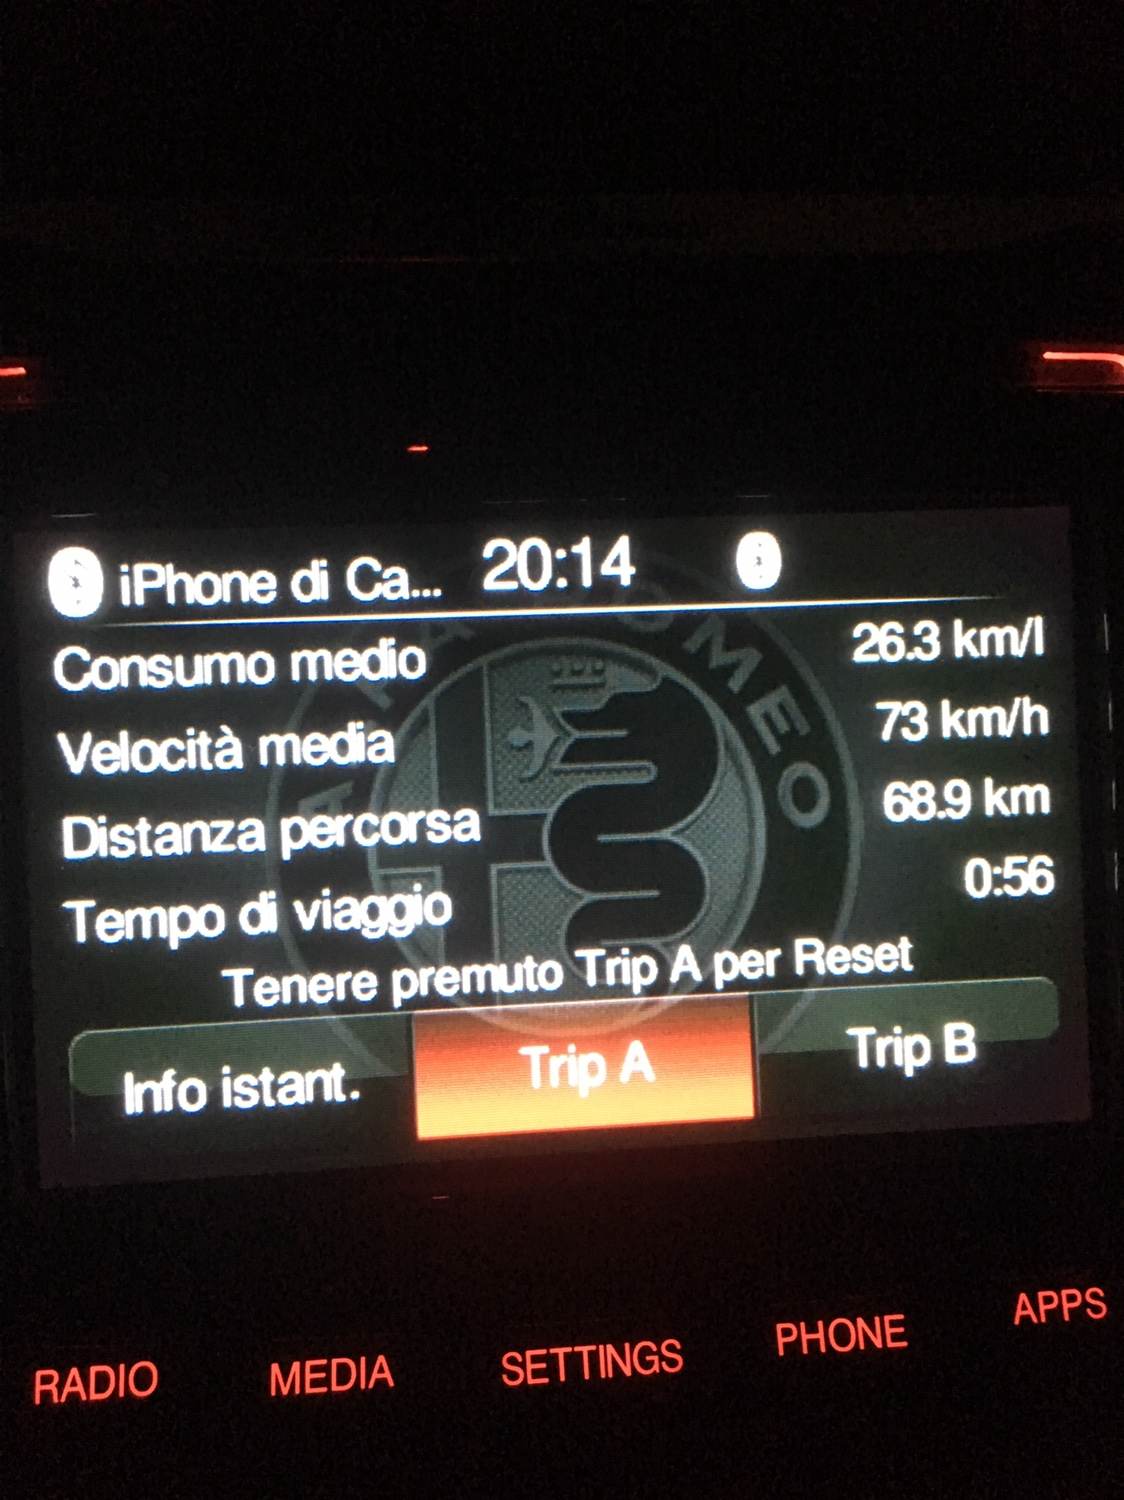 iPhone di Ca... 20:14
Consumo medio 26.3 km/l
Velocità media 73 km/h
Distanza percorsa 68.9 km
Tempo di viaggio 0:56
Tenere premuto Trip A per Reset
Info istant. Trip A Trip B
A ROMEO
RADIO MEDIA SETTINGS PHONE APPS